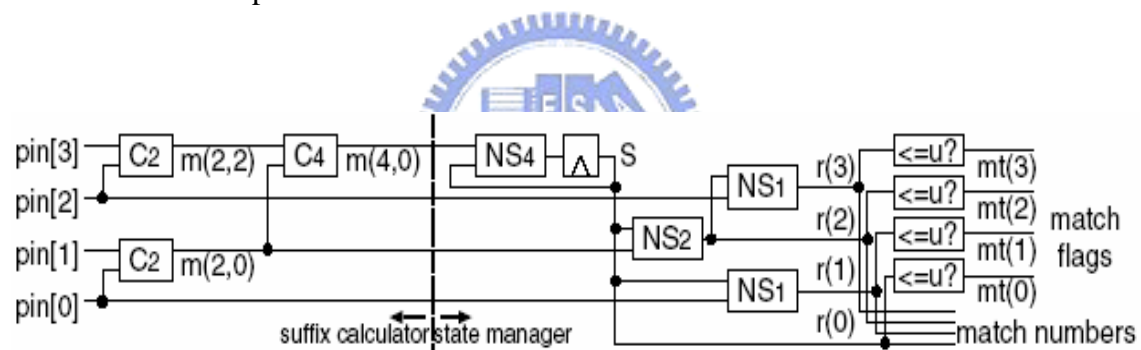 pin[3]
C2
m(2,2)
C4
m(4,0)
NS4
S
r(3)
<=u?
mt(3)
pin[2]
NS1
<=u?
mt(2)
pin[1]
C2
m(2,0)
NS2
r(2)
<=u?
mt(1)
match
flags
pin[0]
NS1
r(1)
<=u?
mt(0)
suffix calculator
state manager
r(0)
match numbers